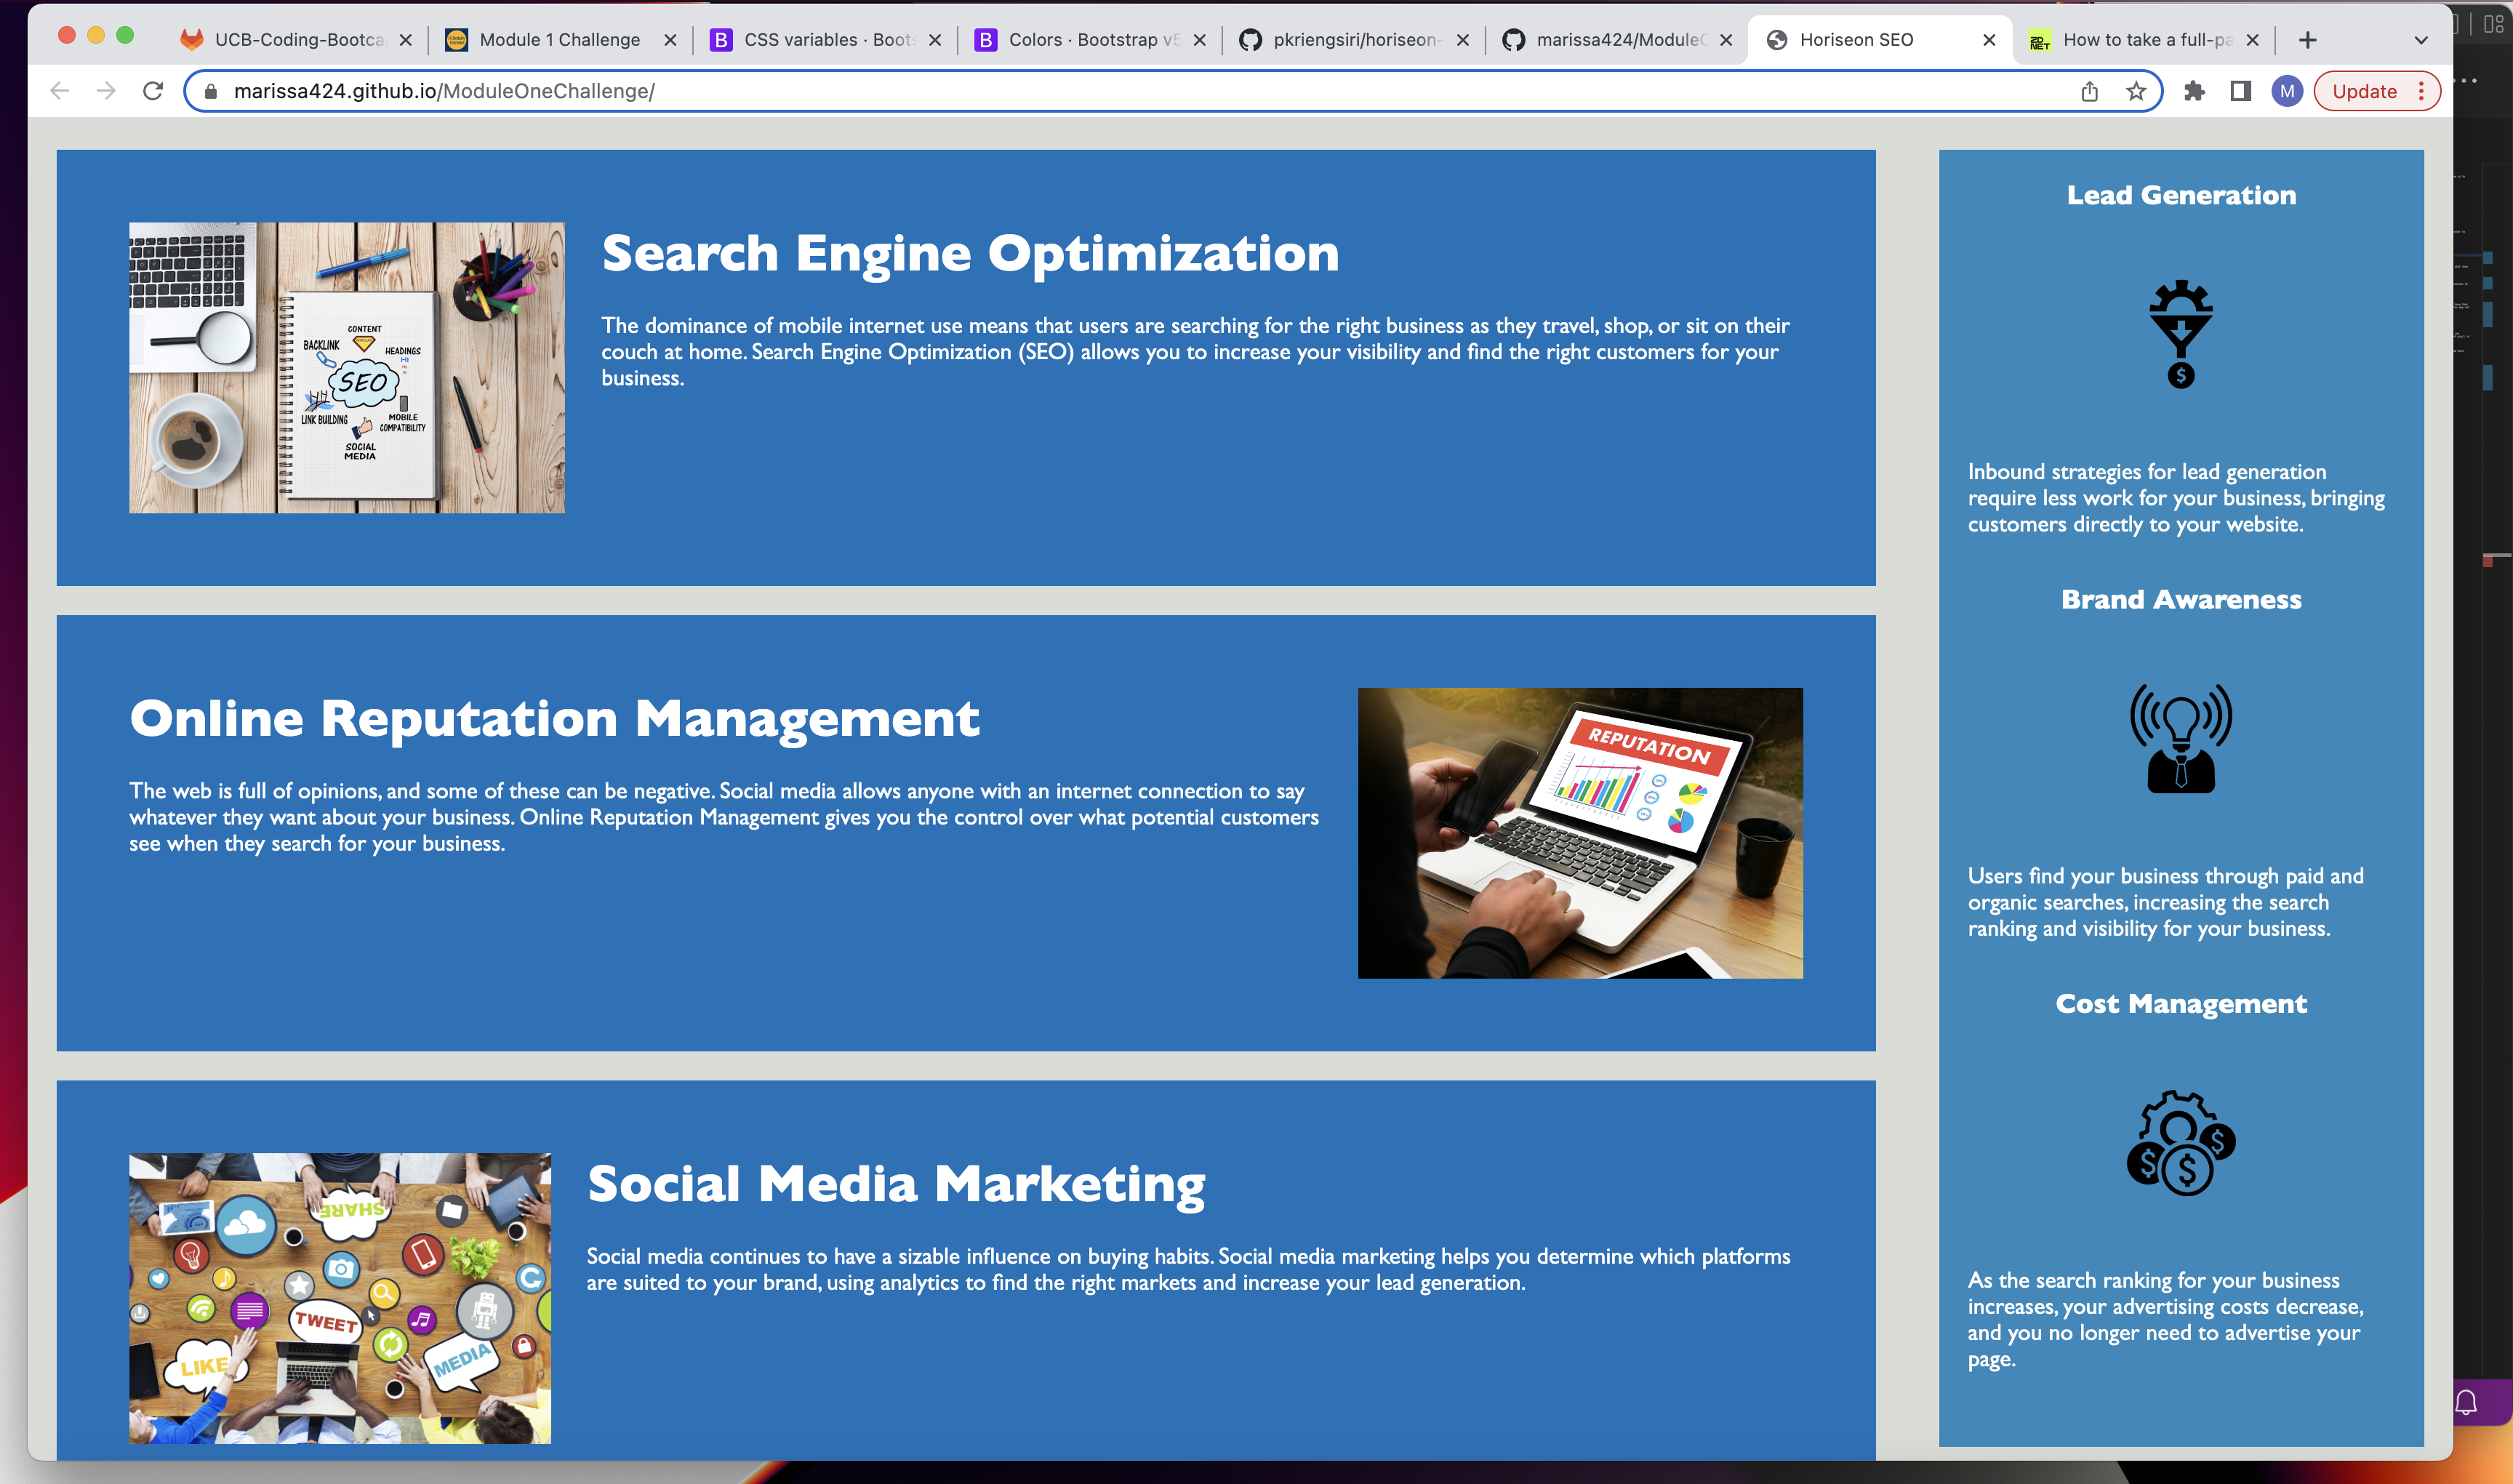 UCB-Coding-Bootca
Module 1 Challenge
CSS variables · Boots
Colors · Bootstrap v5
pkriengsiri/horiseon-
marissa424/ModuleO
Horiseon SEO
How to take a full-pa
marissa424.github.io/ModuleOneChallenge/
M
Update
CONTENT
BACKLINK
HEADINGS
H1
SEO
LINK BUILDING
MOBILE
COMPATIBILITY
SOCIAL
MEDIA
Search Engine Optimization
The dominance of mobile internet use means that users are searching for the right business as they travel, shop, or sit on their
couch at home. Search Engine Optimization (SEO) allows you to increase your visibility and find the right customers for your
business.
Online Reputation Management
The web is full of opinions, and some of these can be negative. Social media allows anyone with an internet connection to say
whatever they want about your business. Online Reputation Management gives you the control over what potential customers
see when they search for your business.
REPUTATION
SHARE
TWEET
LIKE
MEDIA
Social Media Marketing
Social media continues to have a sizable influence on buying habits. Social media marketing helps you determine which platforms
are suited to your brand, using analytics to find the right markets and increase your lead generation.
Lead Generation
$
Inbound strategies for lead generation
require less work for your business, bringing
customers directly to your website.
Brand Awareness
Users find your business through paid and
organic searches, increasing the search
ranking and visibility for your business.
Cost Management
$ $ $
As the search ranking for your business
increases, your advertising costs decrease,
and you no longer need to advertise your
page.